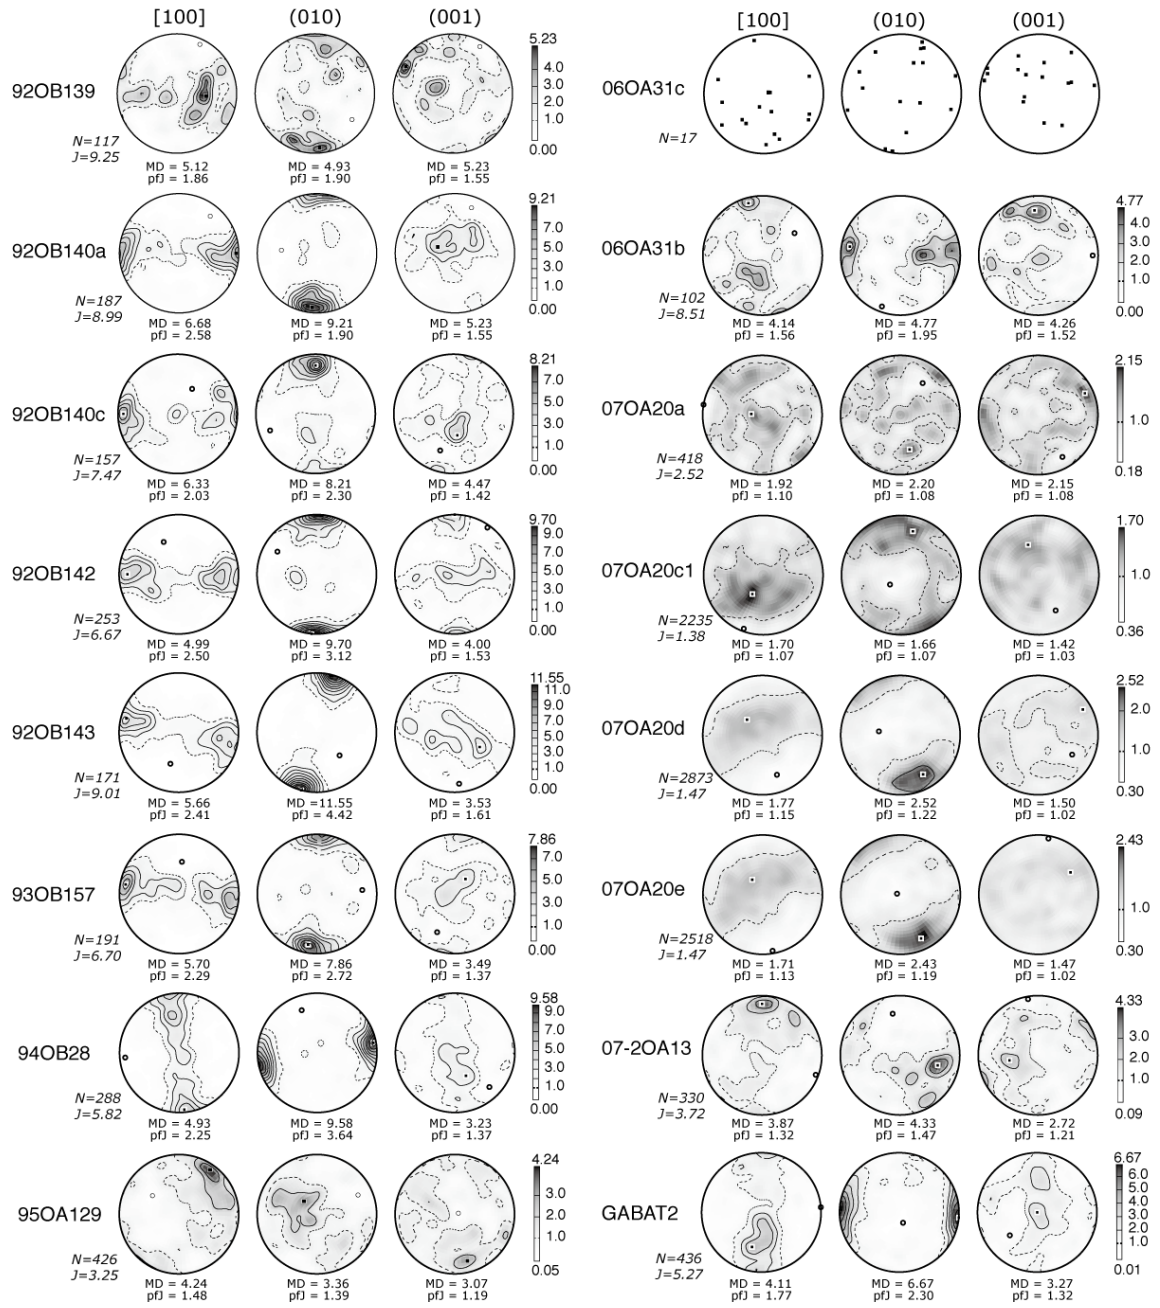 [100] (010) (001)
92OB139
N=117
J=9.25
MD = 5.12
pfJ = 1.86
MD = 4.93
pfJ = 1.90
MD = 5.23
pfJ = 1.55
5.23
4.0
3.0
2.0
1.0
0.00
92OB140a
N=187
J=8.99
MD = 6.68
pfJ = 2.58
MD = 9.21
pfJ = 1.90
MD = 5.23
pfJ = 1.55
9.21
7.0
5.0
4.0
3.0
2.0
1.0
0.00
92OB140c
N=157
J=7.47
MD = 6.33
pfJ = 2.03
MD = 8.21
pfJ = 2.30
MD = 4.47
pfJ = 1.42
8.21
7.0
5.0
4.0
3.0
2.0
1.0
0.00
92OB142
N=253
J=6.67
MD = 4.99
pfJ = 2.50
MD = 9.70
pfJ = 3.12
MD = 4.00
pfJ = 1.53
9.70
9.0
7.0
5.0
3.0
1.0
0.00
92OB143
N=171
J=9.01
MD = 5.66
pfJ = 2.41
MD =11.55
pfJ = 4.42
MD = 3.53
pfJ = 1.61
11.55
11.0
9.0
7.0
5.0
3.0
1.0
0.00
93OB157
N=191
J=6.70
MD = 5.70
pfJ = 2.29
MD = 7.86
pfJ = 2.72
MD = 3.49
pfJ = 1.37
7.86
7.0
5.0
4.0
3.0
2.0
1.0
0.00
94OB28
N=288
J=5.82
MD = 4.93
pfJ = 2.25
MD = 9.58
pfJ = 3.64
MD = 3.23
pfJ = 1.37
9.58
9.0
7.0
5.0
3.0
1.0
0.00
95OA129
N=426
J=3.25
MD = 4.24
pfJ = 1.48
MD = 3.36
pfJ = 1.39
MD = 3.07
pfJ = 1.19
4.24
3.0
2.0
1.0
0.05
[100] (010) (001)
06OA31c
N=17
06OA31b
N=102
J=8.51
MD = 4.14
pfJ = 1.56
MD = 4.77
pfJ = 1.95
MD = 4.26
pfJ = 1.52
4.77
4.0
3.0
2.0
1.0
0.00
07OA20a
N=418
J=2.52
MD = 1.92
pfJ = 1.10
MD = 2.20
pfJ = 1.08
MD = 2.15
pfJ = 1.08
2.15
1.0
0.18
07OA20c1
N=2235
J=1.38
MD = 1.70
pfJ = 1.07
MD = 1.66
pfJ = 1.07
MD = 1.42
pfJ = 1.03
1.70
1.0
0.36
07OA20d
N=2873
J=1.47
MD = 1.77
pfJ = 1.15
MD = 2.52
pfJ = 1.22
MD = 1.50
pfJ = 1.02
2.52
2.0
1.0
0.30
07OA20e
N=2518
J=1.47
MD = 1.71
pfJ = 1.13
MD = 2.43
pfJ = 1.19
MD = 1.47
pfJ = 1.02
2.43
1.0
0.30
07-2OA13
N=330
J=3.72
MD = 3.87
pfJ = 1.32
MD = 4.33
pfJ = 1.47
MD = 2.72
pfJ = 1.21
4.33
3.0
2.0
1.0
0.09
GABAT2
N=436
J=5.27
MD = 4.11
pfJ = 1.77
MD = 6.67
pfJ = 2.30
MD = 3.27
pfJ = 1.32
6.67
6.0
5.0
4.0
3.0
2.0
1.0
0.01